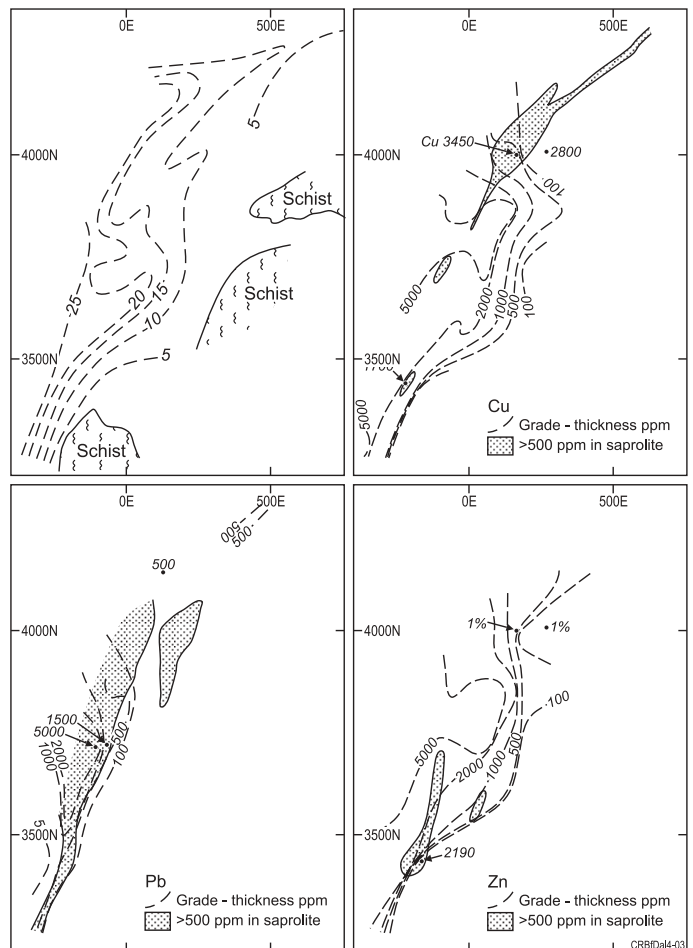 0E 500E
4000N
3500N
5
Schist
Schist
25
20
15
10
5
Schist
0E 500E
4000N
3500N
Cu 3450
2800
100
5000
2000
1000
500
100
5000
Cu
Grade - thickness ppm
>500 ppm in saprolite
0E 500E
500
500
500
4000N
1500
5000
2000
1000
500
100
3500N
5
Pb
Grade - thickness ppm
>500 ppm in saprolite
0E 500E
4000N
1%
1%
100
5000
2000
1000
500
3500N
2190
Zn
Grade - thickness ppm
>500 ppm in saprolite
CRBfDal4-03